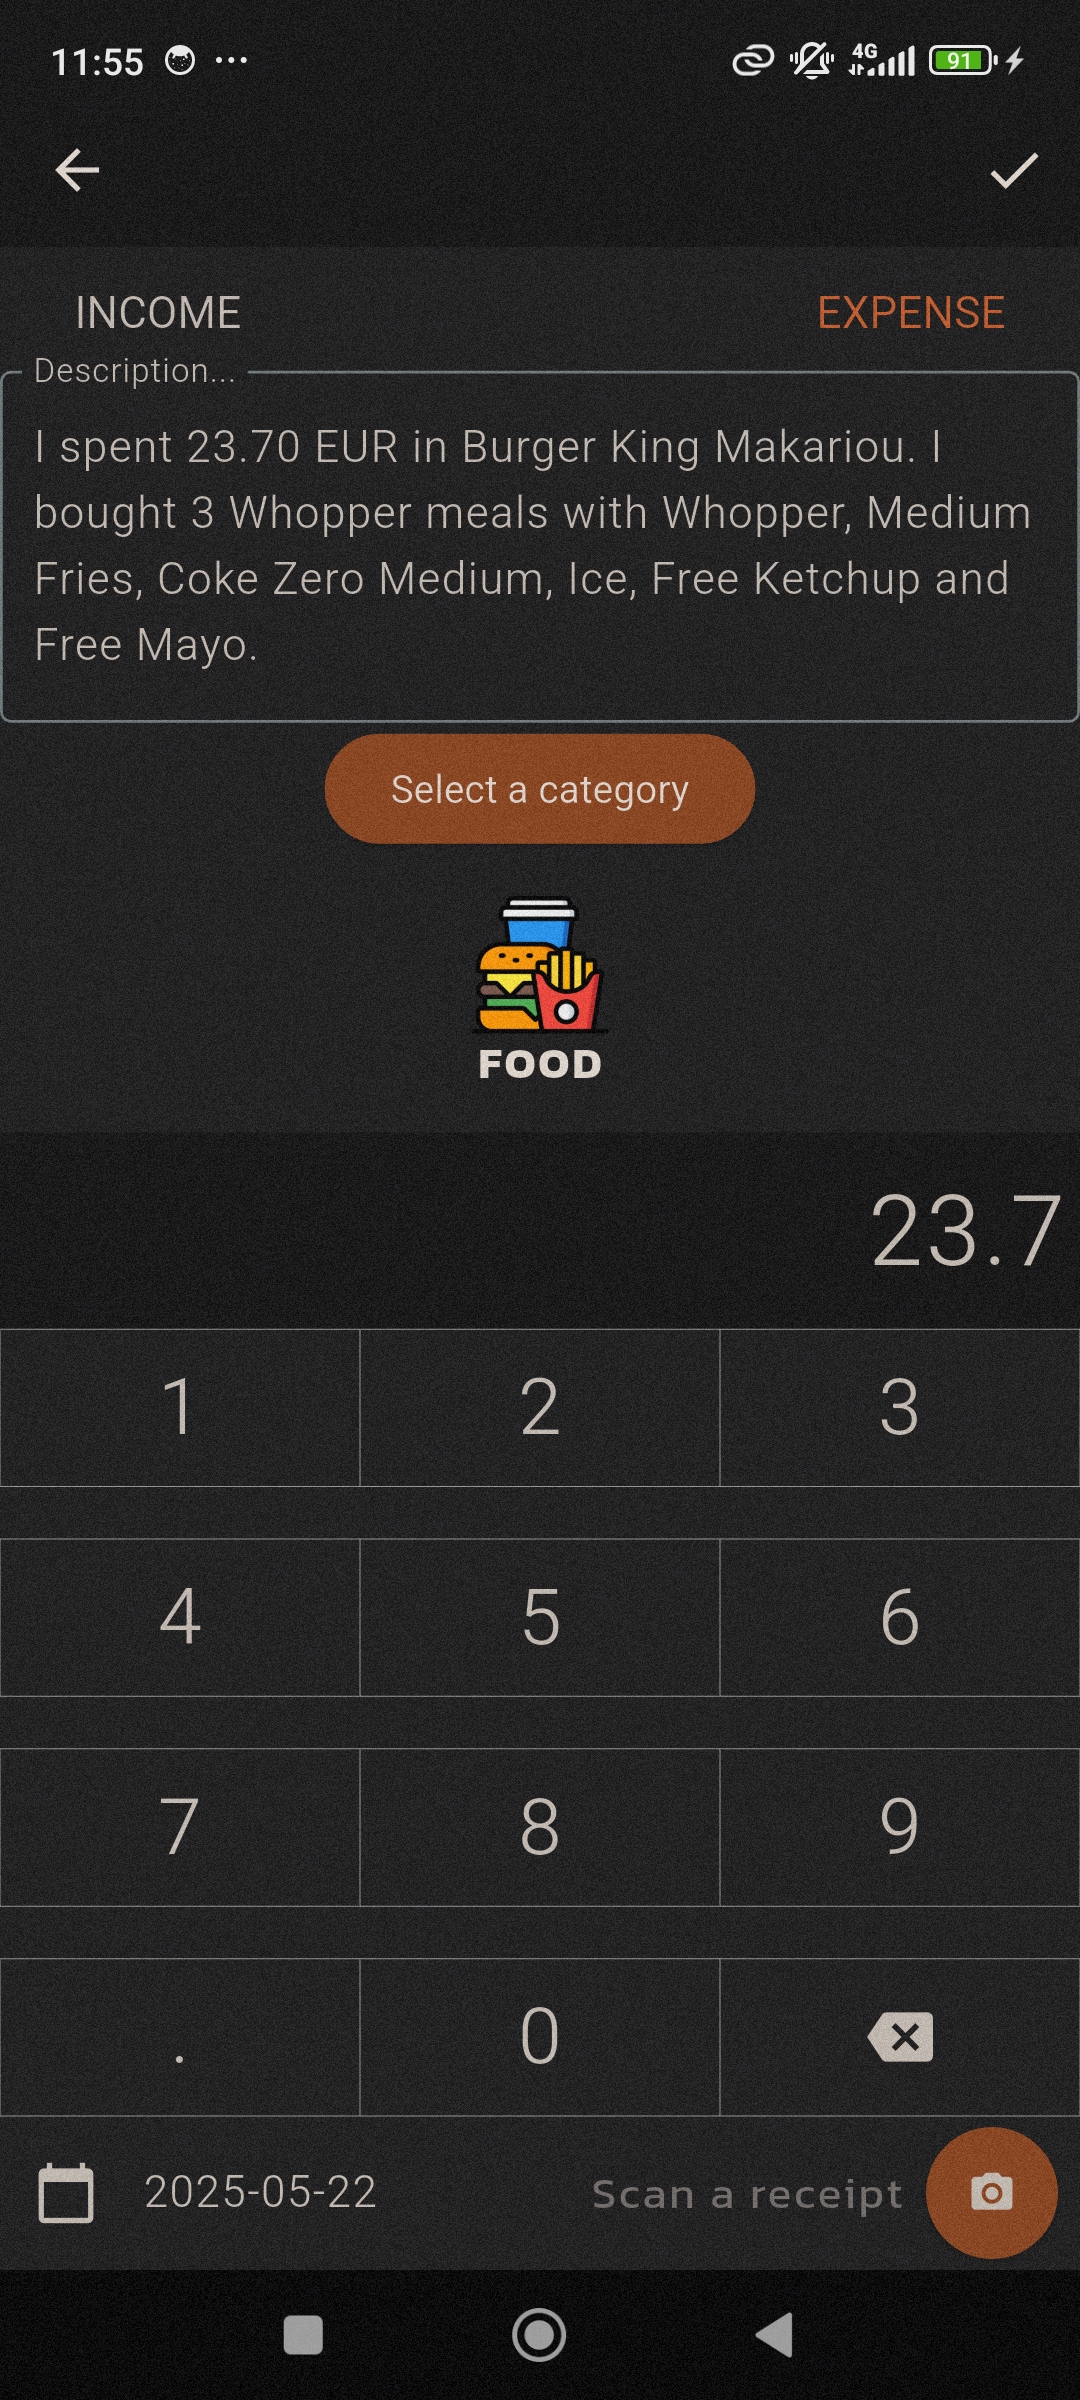 11:55 ... 4G 91
INCOME EXPENSE
Description...
I spent 23.70 EUR in Burger King Makariou. I
bought 3 Whopper meals with Whopper, Medium
Fries, Coke Zero Medium, Ice, Free Ketchup and
Free Mayo.
Select a category
FOOD
23.7
1 2 3
4 5 6
7 8 9
. 0
2025-05-22 Scan a receipt